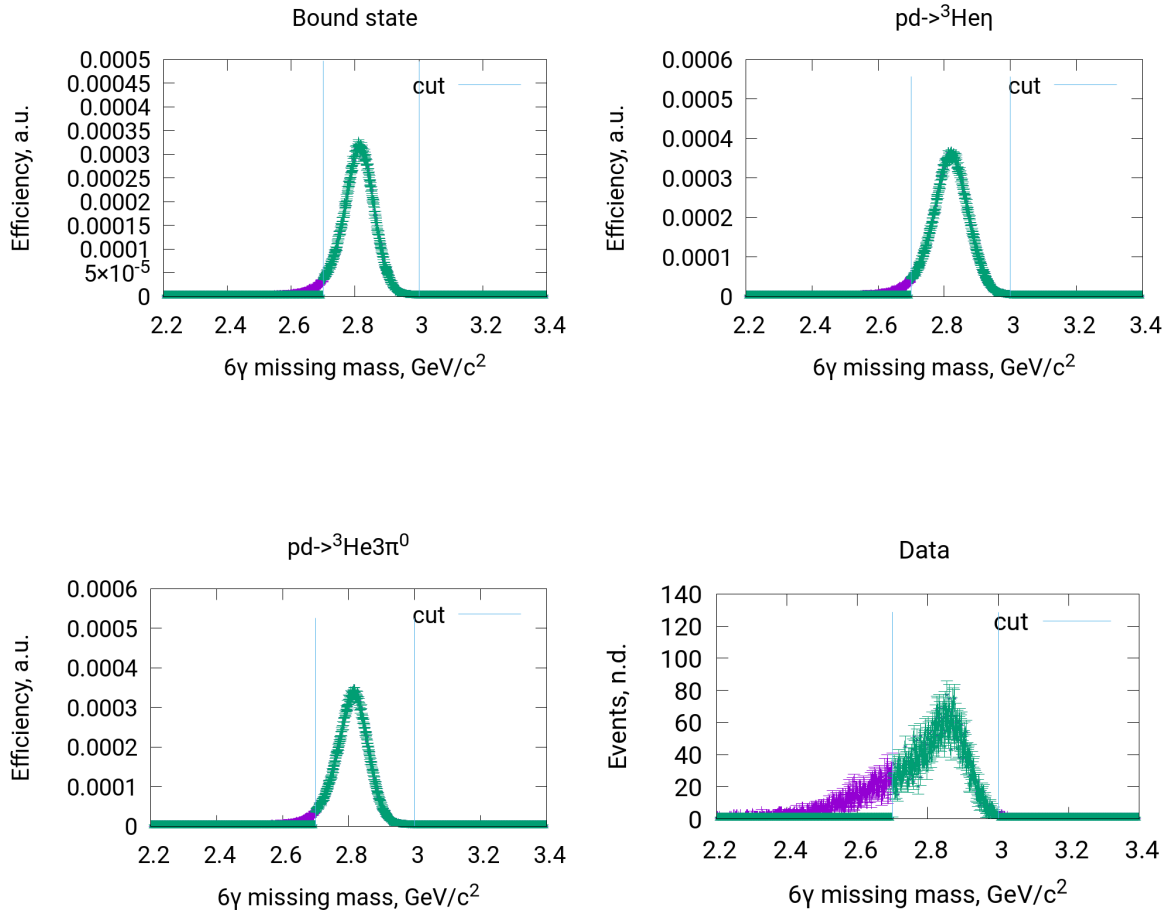 Bound state
0.0005
0.00045
0.0004
0.00035
0.0003
0.00025
0.0002
0.00015
0.0001
5×10⁻⁵
0
Efficiency, a.u.
cut
2.2 2.4 2.6 2.8 3 3.2 3.4
6γ missing mass, GeV/c²
pd->³Heη
0.0006
0.0005
0.0004
0.0003
0.0002
0.0001
0
Efficiency, a.u.
cut
2.2 2.4 2.6 2.8 3 3.2 3.4
6γ missing mass, GeV/c²
pd->³He3π⁰
0.0006
0.0005
0.0004
0.0003
0.0002
0.0001
0
Efficiency, a.u.
cut
2.2 2.4 2.6 2.8 3 3.2 3.4
6γ missing mass, GeV/c²
Data
140
120
100
80
60
40
20
0
Events, n.d.
cut
2.2 2.4 2.6 2.8 3 3.2 3.4
6γ missing mass, GeV/c²